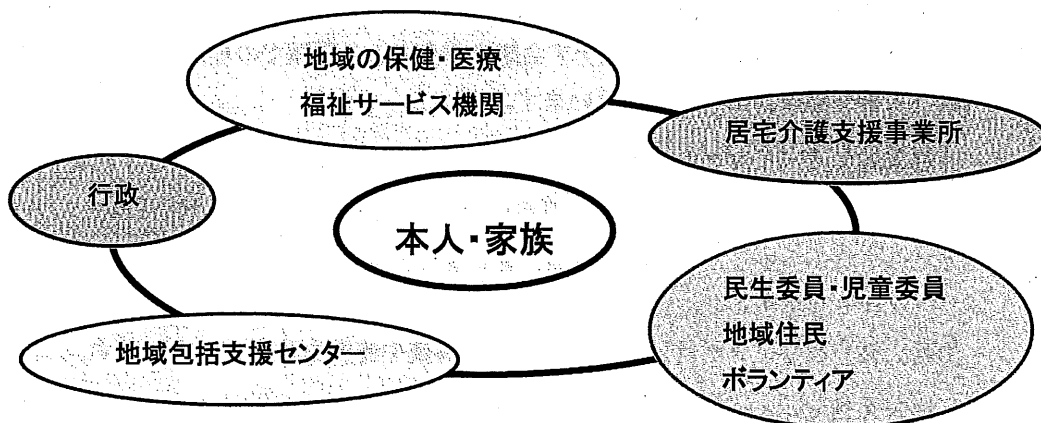 地域の保健・医療
福祉サービス機関
居宅介護支援事業所
行政
本人・家族
民生委員・児童委員
地域住民
ボランティア
地域包括支援センター